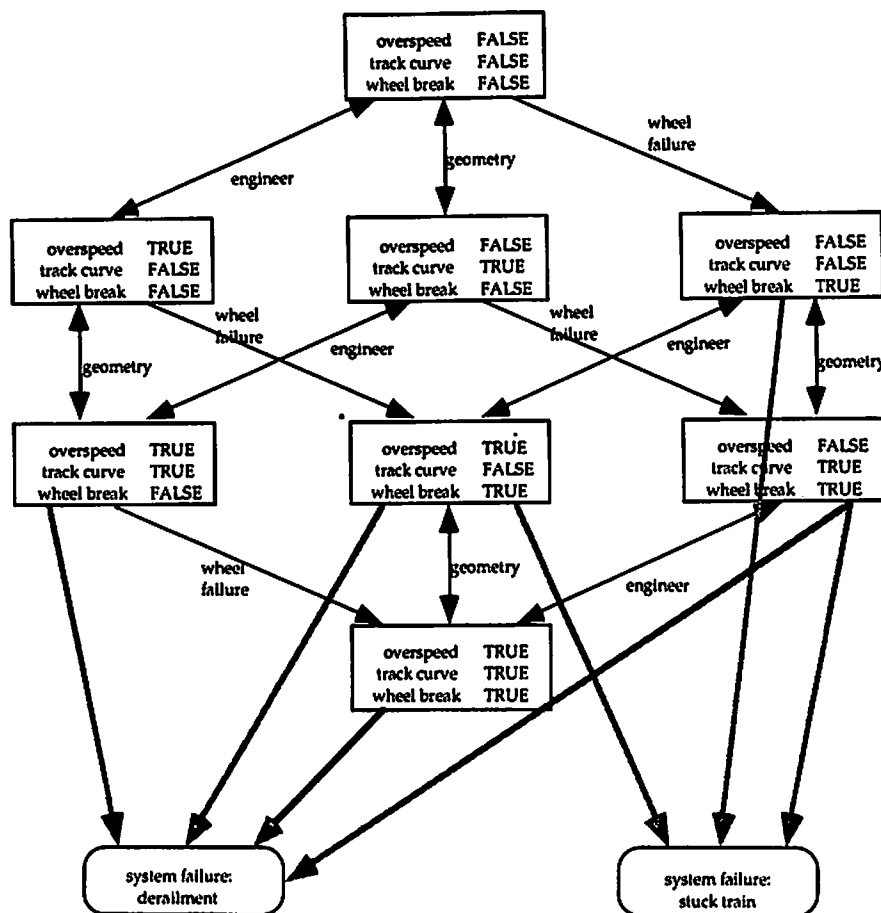 overspeed FALSE
track curve FALSE
wheel break FALSE
wheel
failure
engineer
geometry
overspeed TRUE
track curve FALSE
wheel break FALSE
overspeed FALSE
track curve TRUE
wheel break FALSE
overspeed FALSE
track curve FALSE
wheel break TRUE
wheel
failure
wheel
failure
geometry
engineer
engineer
geometry
overspeed TRUE
track curve TRUE
wheel break FALSE
overspeed TRUE
track curve FALSE
wheel break TRUE
overspeed FALSE
track curve TRUE
wheel break TRUE
wheel
failure
geometry
engineer
overspeed TRUE
track curve TRUE
wheel break TRUE
system failure:
derailment
system failure:
stuck train